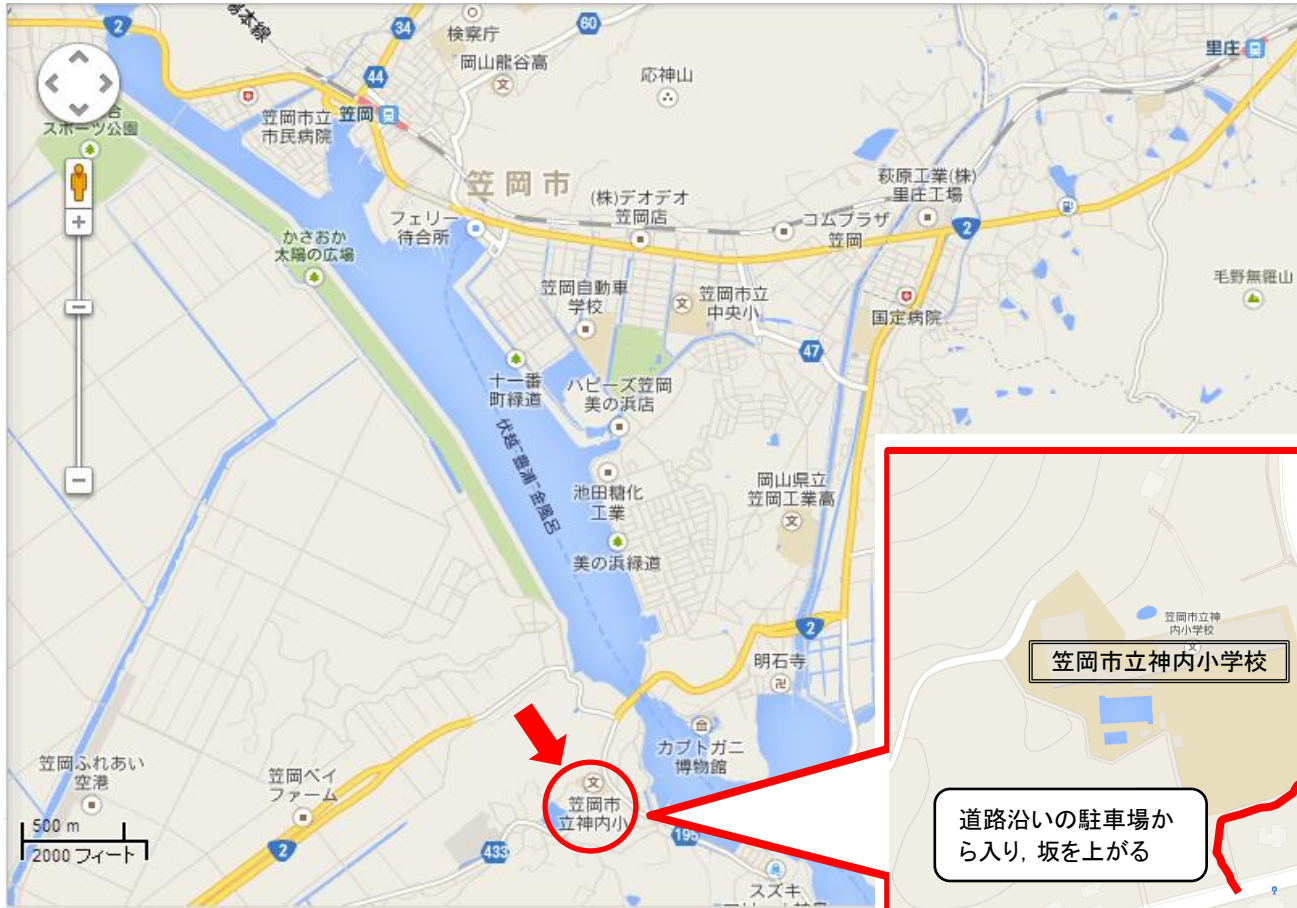 2
34
60
検察庁
岡山龍谷高
応神山
里庄
44
スポーツ公園
笠岡市立
市民病院
笠岡
笠岡市
萩原工業(株)
里庄工場
(株)デオデオ
笠岡店
コムプラザ
笠岡
2
フェリー
待合所
かさおか
太陽の広場
笠岡自動車
学校
笠岡市立
中央小
国定病院
毛野無羅山
47
十一番
町緑道
ハピーズ笠岡
美の浜店
伏越-豊浦-金風呂
池田糖化
工業
岡山県立
笠岡工業高
美の浜緑道
2
明石寺
カブトガニ
博物館
笠岡ふれあい
空港
笠岡ベイ
ファーム
笠岡市
立神内小
500 m
2000 フィート
2
433
195
スズキ
笠岡市立神
内小学校
笠岡市立神内小学校
道路沿いの駐車場か
ら入り,坂を上がる